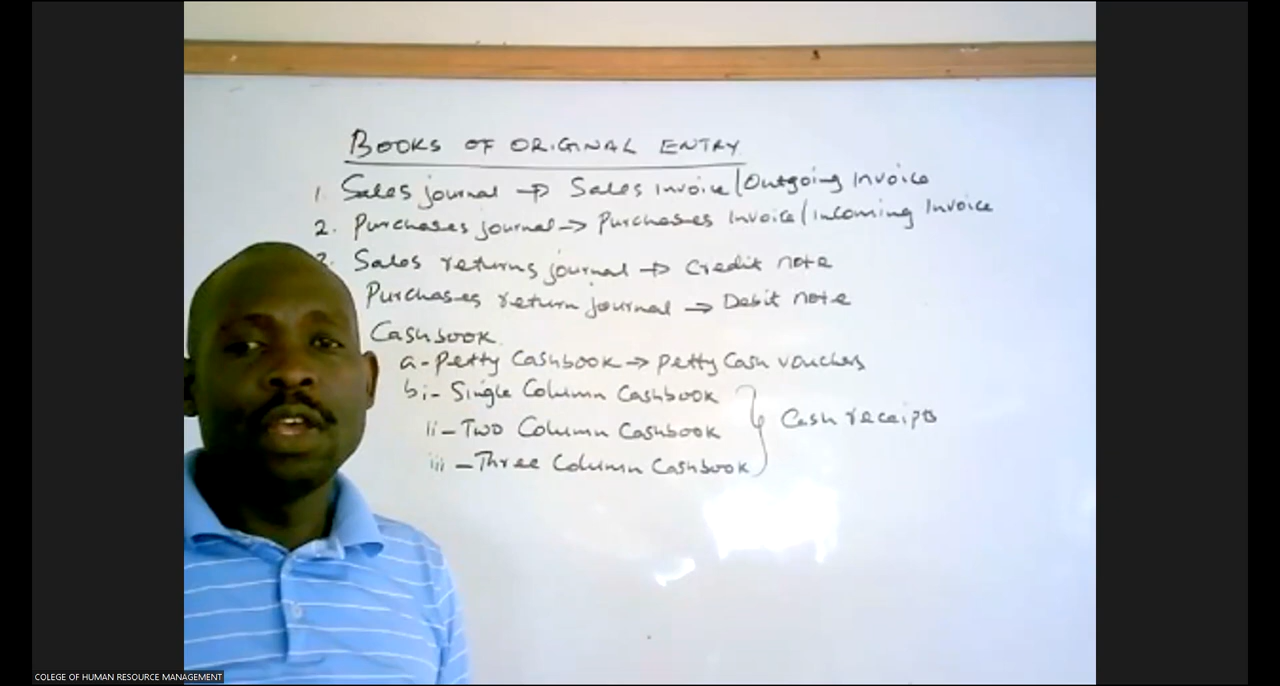 BOOKS OF ORIGINAL ENTRY
1. Sales journal → Sales Invoice/Outgoing Invoice
2. Purchases journal → Purchases Invoice/Incoming Invoice
3. Sales returns journal → Credit note
Purchases return journal → Debit note
Cashbook
a - Petty Cashbook → Petty Cash vouchers
bi - Single Column Cashbook
ii - Two Column Cashbook
iii - Three Column Cashbook
Cash receipts
COLEGE OF HUMAN RESOURCE MANAGEMENT